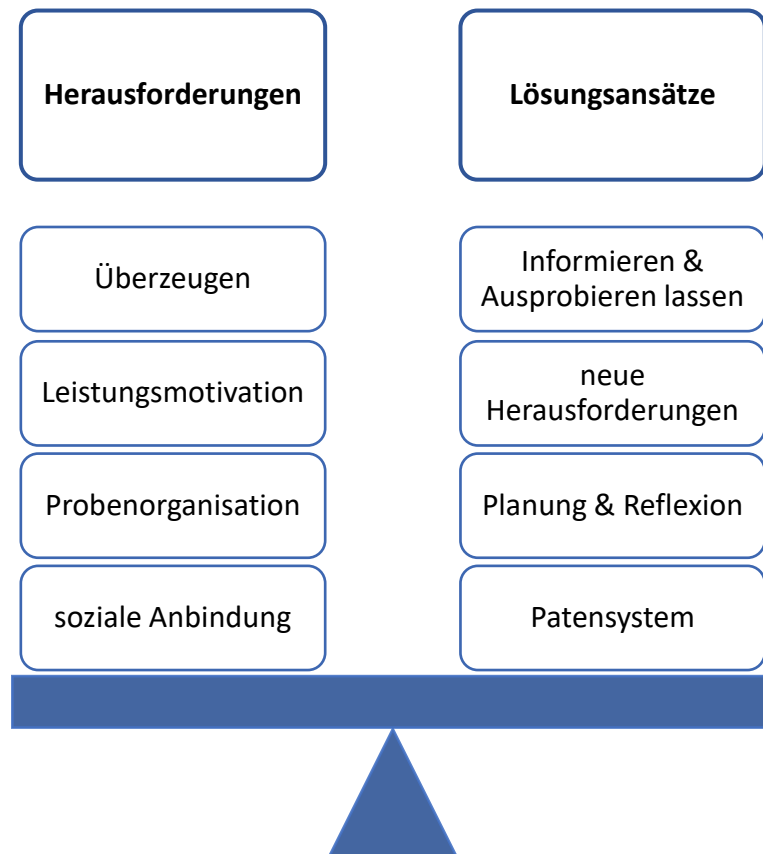 Herausforderungen
Lösungsansätze
Überzeugen
Informieren &
Ausprobieren lassen
Leistungsmotivation
neue
Herausforderungen
Probenorganisation
Planung & Reflexion
soziale Anbindung
Patensystem